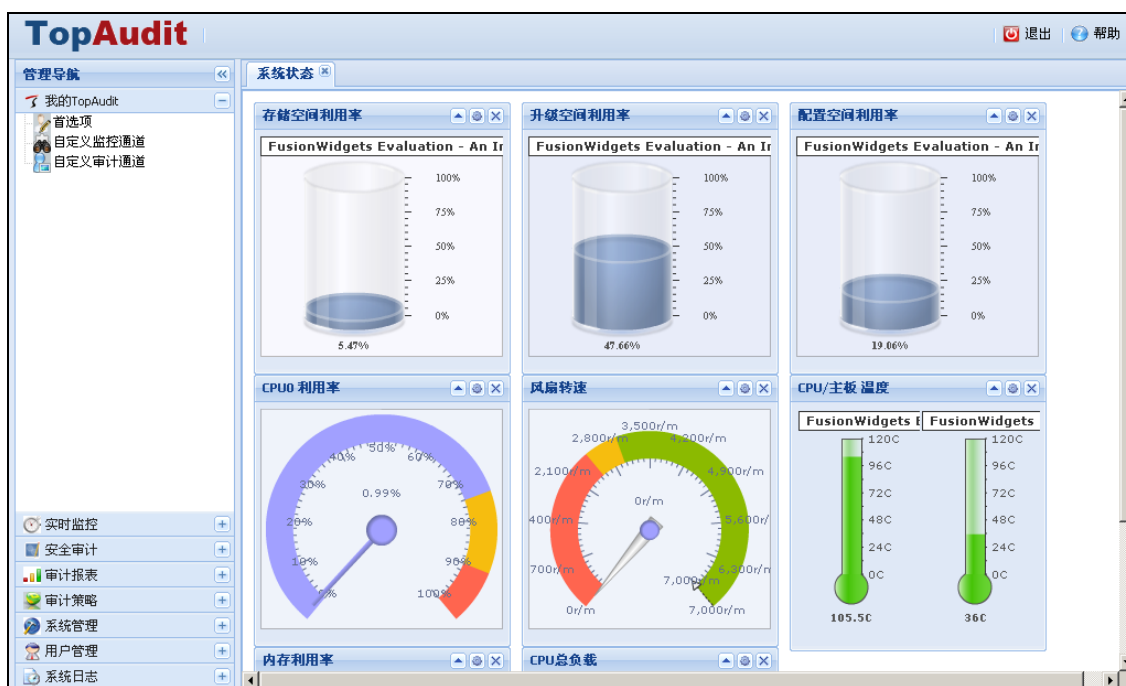 TopAudit
退出 帮助
管理导航
我的TopAudit
首选项
自定义监控通道
自定义审计通道
实时监控
安全审计
审计报表
审计策略
系统管理
用户管理
系统日志
系统状态
存储空间利用率
FusionWidgets Evaluation - An Ir
100%
75%
50%
25%
0%
5.47%
升级空间利用率
FusionWidgets Evaluation - An Ir
100%
75%
50%
25%
0%
47.66%
配置空间利用率
FusionWidgets Evaluation - An Ir
100%
75%
50%
25%
0%
19.06%
CPU0 利用率
0%
10%
20%
30%
40%
50%
60%
70%
80%
90%
100%
0.99%
风扇转速
0r/m
700r/m
400r/m
2,100r/m
2,800r/m
3,500r/m
4,200r/m
4,900r/m
5,600r/
6,300r/m
7,000r/m
7,000r/m
0r/m
CPU/主板 温度
FusionWidgets E
120C
96C
72C
48C
24C
0C
105.5C
FusionWidgets
120C
96C
72C
48C
24C
0C
36C
内存利用率
CPU总负载